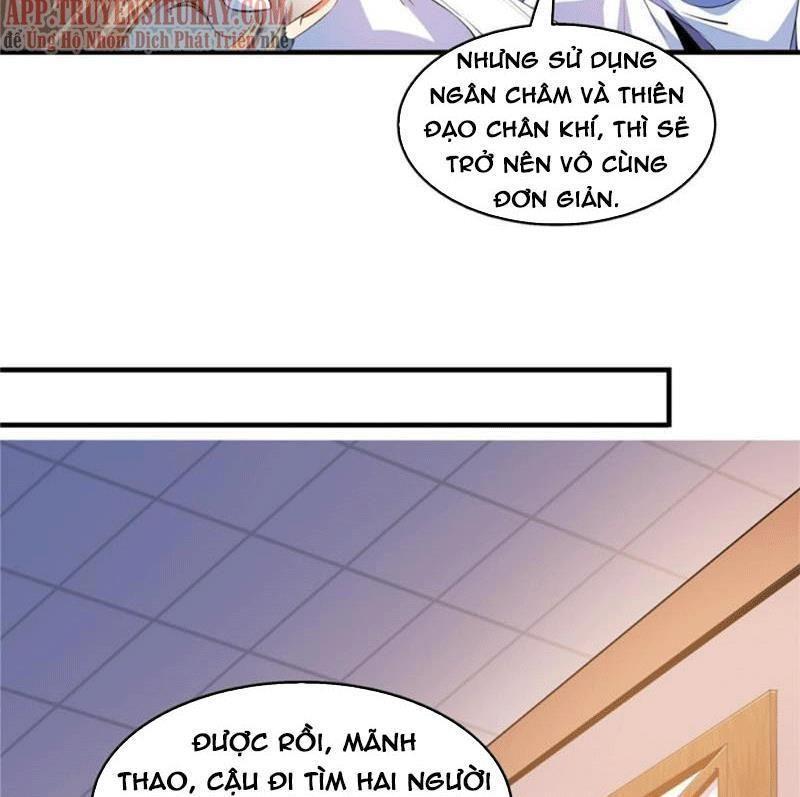 APP.TRUYENSIEUHAY.COM
để Ủng Hộ Nhóm Dịch Phát Triển nhé
NHƯNG SỬ DỤNG
NGÂN CHÂM VÀ THIÊN
ĐẠO CHÂN KHÍ, THÌ SẼ
TRỞ NÊN VÔ CÙNG
ĐƠN GIẢN.
ĐƯỢC RỒI, MÃNH
THAO, CẬU ĐI TÌM HAI NGƯỜI